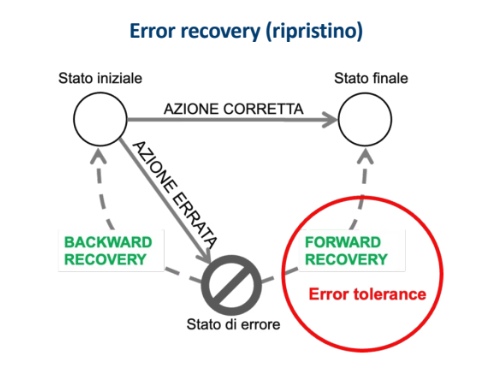 Error recovery (ripristino)
Stato iniziale
Stato finale
AZIONE CORRETTA
AZIONE ERRATA
BACKWARD
RECOVERY
FORWARD
RECOVERY
Error tolerance
Stato di errore